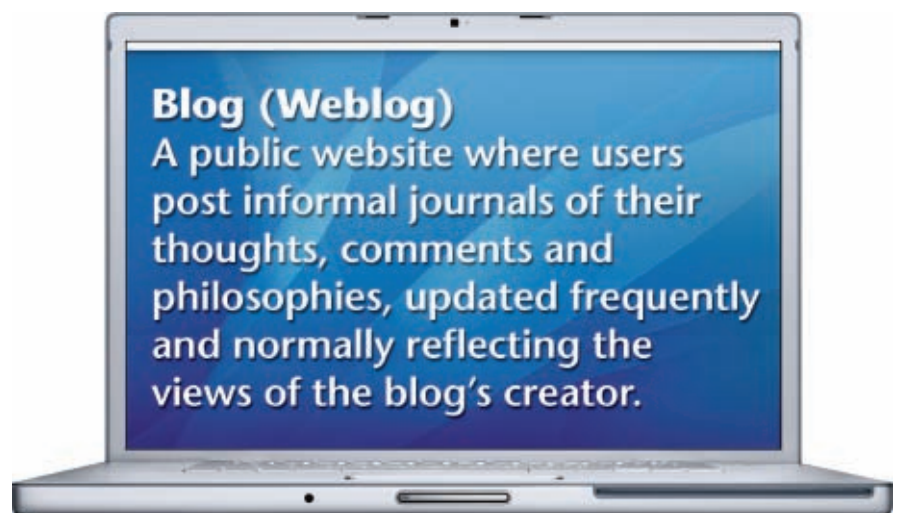 Blog (Weblog)
A public website where users
post informal journals of their
thoughts, comments and
philosophies, updated frequently
and normally reflecting the
views of the blog's creator.